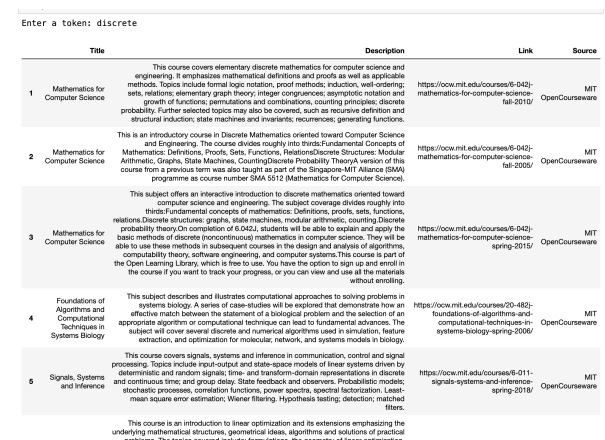 Enter a token: discrete
Title Description Link Source
This course covers elementary discrete mathematics for computer science and
engineering. It emphasizes mathematical definitions and proofs as well as applicable
methods. Topics include formal logic notation, proof methods; induction, well-ordering;
1 Mathematics for Computer Science
sets, relations; elementary graph theory; integer congruences; asymptotic notation and
growth of functions; permutations and combinations, counting principles; discrete
probability. Further selected topics may also be covered, such as recursive definition and
structural induction; state machines and invariants; recurrences; generating functions.
https://ocw.mit.edu/courses/6-042j-
mathematics-for-computer-science-
fall-2010/
MIT
OpenCourseware
This is an introductory course in Discrete Mathematics oriented toward Computer Science
and Engineering. The course divides roughly into thirds:Fundamental Concepts of
2 Mathematics for Computer Science
Mathematics: Definitions, Proofs, Sets, Functions, RelationsDiscrete Structures: Modular
Arithmetic, Graphs, State Machines, CountingDiscrete Probability TheoryA version of this
course from a previous term was also taught as part of the Singapore-MIT Alliance (SMA)
programme as course number SMA 5512 (Mathematics for Computer Science).
https://ocw.mit.edu/courses/6-042j-
mathematics-for-computer-science-
fall-2005/
MIT
OpenCourseware
This subject offers an interactive introduction to discrete mathematics oriented toward
computer science and engineering. The subject coverage divides roughly into
thirds:Fundamental concepts of mathematics: Definitions, proofs, sets, functions,
relations.Discrete structures: graphs, state machines, modular arithmetic, counting.Discrete
3 Mathematics for Computer Science
probability theory.On completion of 6.042J, students will be able to explain and apply the
basic methods of discrete (noncontinuous) mathematics in computer science. They will be
able to use these methods in subsequent courses in the design and analysis of algorithms,
computability theory, software engineering, and computer systems.This course is part of
the Open Learning Library, which is free to use. You have the option to sign up and enroll in
the course if you want to track your progress, or you can view and use all the materials
without enrolling.
https://ocw.mit.edu/courses/6-042j-
mathematics-for-computer-science-
spring-2015/
MIT
OpenCourseware
4 Foundations of
Algorithms and
Computational
Techniques in
Systems Biology
This subject describes and illustrates computational approaches to solving problems in
systems biology. A series of case-studies will be explored that demonstrate how an
effective match between the statement of a biological problem and the selection of an
appropriate algorithm or computational technique can lead to fundamental advances. The
subject will cover several discrete and numerical algorithms used in simulation, feature
extraction, and optimization for molecular, network, and systems models in biology.
https://ocw.mit.edu/courses/20-482j-
foundations-of-algorithms-and-
computational-techniques-in-
systems-biology-spring-2006/
MIT
OpenCourseware
5 Signals, Systems
and Inference
This course covers signals, systems and inference in communication, control and signal
processing. Topics include input-output and state-space models of linear systems driven by
deterministic and random signals; time- and transform-domain representations in discrete
and continuous time; and group delay. State feedback and observers. Probabilistic models;
stochastic processes, correlation functions, power spectra, spectral factorization. Least-
mean square error estimation; Wiener filtering. Hypothesis testing; detection; matched
filters.
https://ocw.mit.edu/courses/6-011-
signals-systems-and-inference-
spring-2018/
MIT
OpenCourseware
This course is an introduction to linear optimization and its extensions emphasizing the
underlying mathematical structures, geometrical ideas, algorithms and solutions of practical